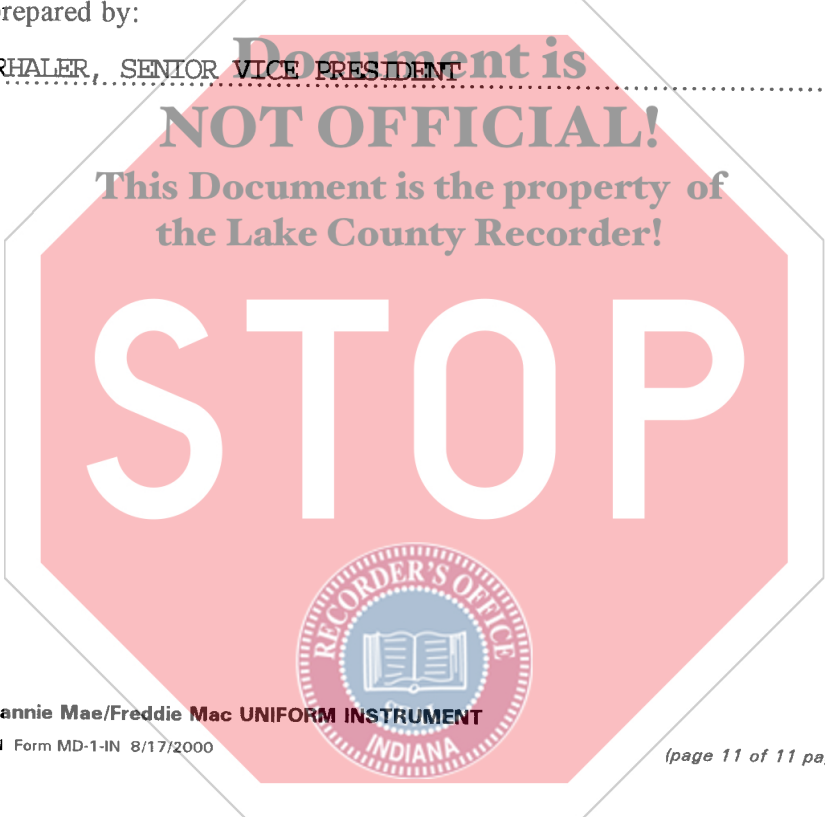 repared by:
RHALER, SENIOR VICE PRESIDENT
Document is
NOT OFFICIAL!
This Document is the property of
the Lake County Recorder!
STOP
RECORDER'S OFFICE
INDIANA
annie Mae/Freddie Mac UNIFORM INSTRUMENT
Form MD-1-IN 8/17/2000
(page 11 of 11 pa